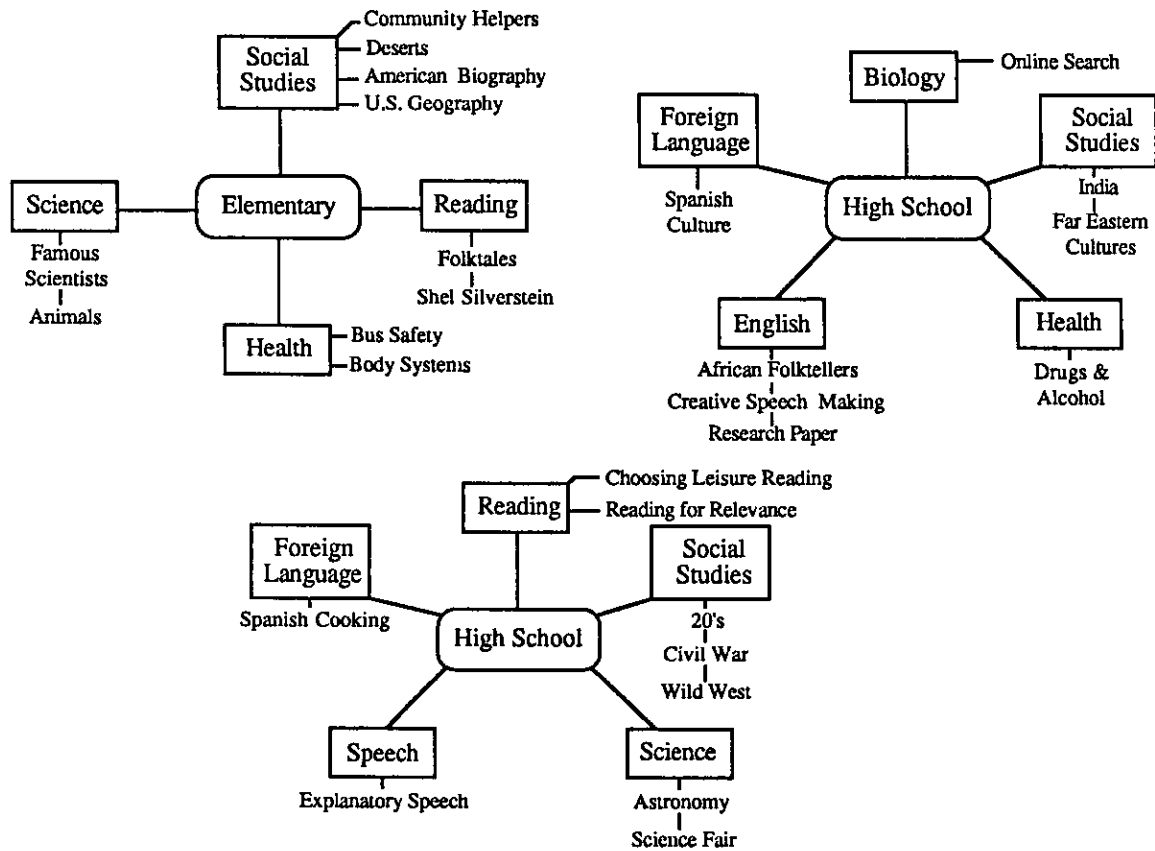 Social
Studies
Community Helpers
Deserts
American Biography
U.S. Geography
Science
Famous
Scientists
Animals
Elementary
Reading
Folktales
Shel Silverstein
Health
Bus Safety
Body Systems
Biology
Online Search
Foreign
Language
Spanish
Culture
Social
Studies
India
Far Eastern
Cultures
High School
English
African Folktellers
Creative Speech Making
Research Paper
Health
Drugs &
Alcohol
Reading
Choosing Leisure Reading
Reading for Relevance
Foreign
Language
Spanish Cooking
Social
Studies
20's
Civil War
Wild West
High School
Speech
Explanatory Speech
Science
Astronomy
Science Fair